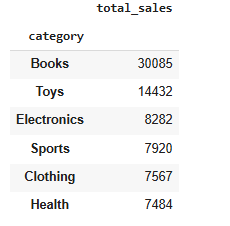 total_sales
category
Books 30085
Toys 14432
Electronics 8282
Sports 7920
Clothing 7567
Health 7484